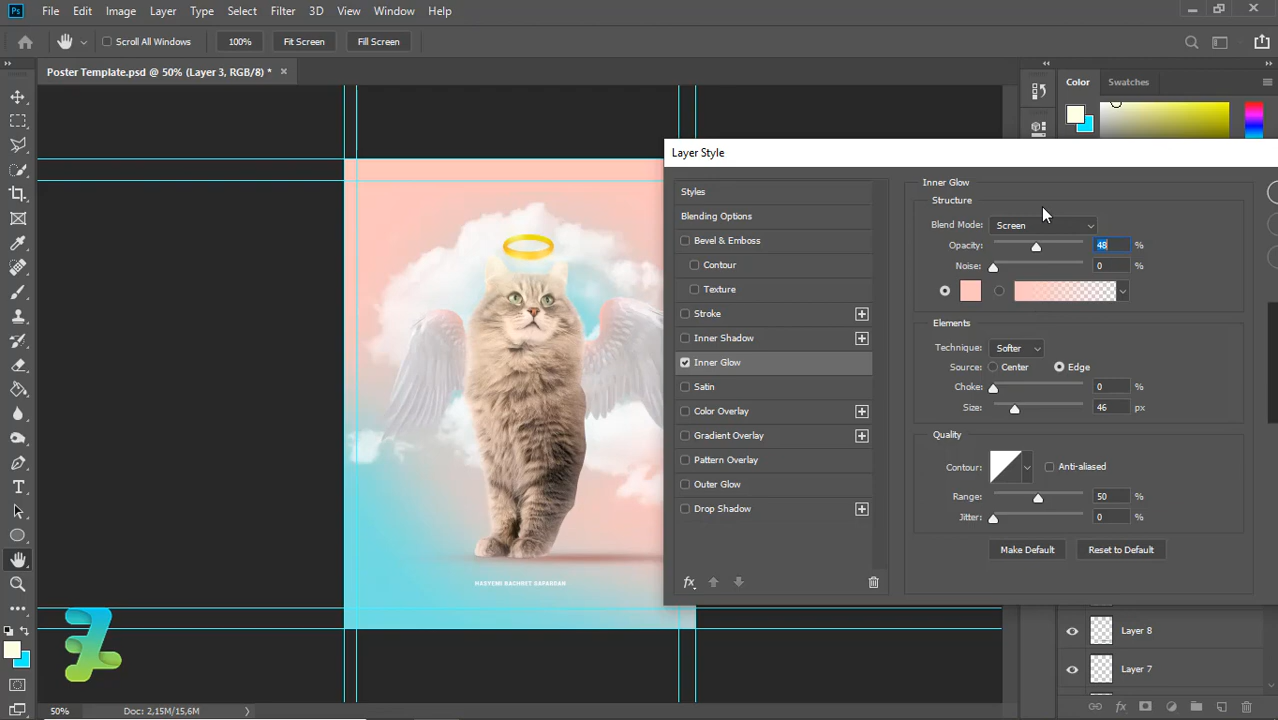 Ps File Edit Image Layer Type Select Filter 3D View Window Help
Scroll All Windows 100% Fit Screen Fill Screen
Poster Template.psd @ 50% (Layer 3, RGB/8) *
Color Swatches
Layer Style
Styles
Blending Options
Bevel & Emboss
Contour
Texture
Stroke
Inner Shadow
Inner Glow
Satin
Color Overlay
Gradient Overlay
Pattern Overlay
Outer Glow
Drop Shadow
fx
Inner Glow
Structure
Blend Mode: Screen
Opacity: 48 %
Noise: 0 %
Elements
Technique: Softer
Source: Center Edge
Choke: 0 %
Size: 46 px
Quality
Contour: Anti-aliased
Range: 50 %
Jitter: 0 %
Make Default Reset to Default
Layer 8
Layer 7
fx
50% Doc: 2,15M/15,6M